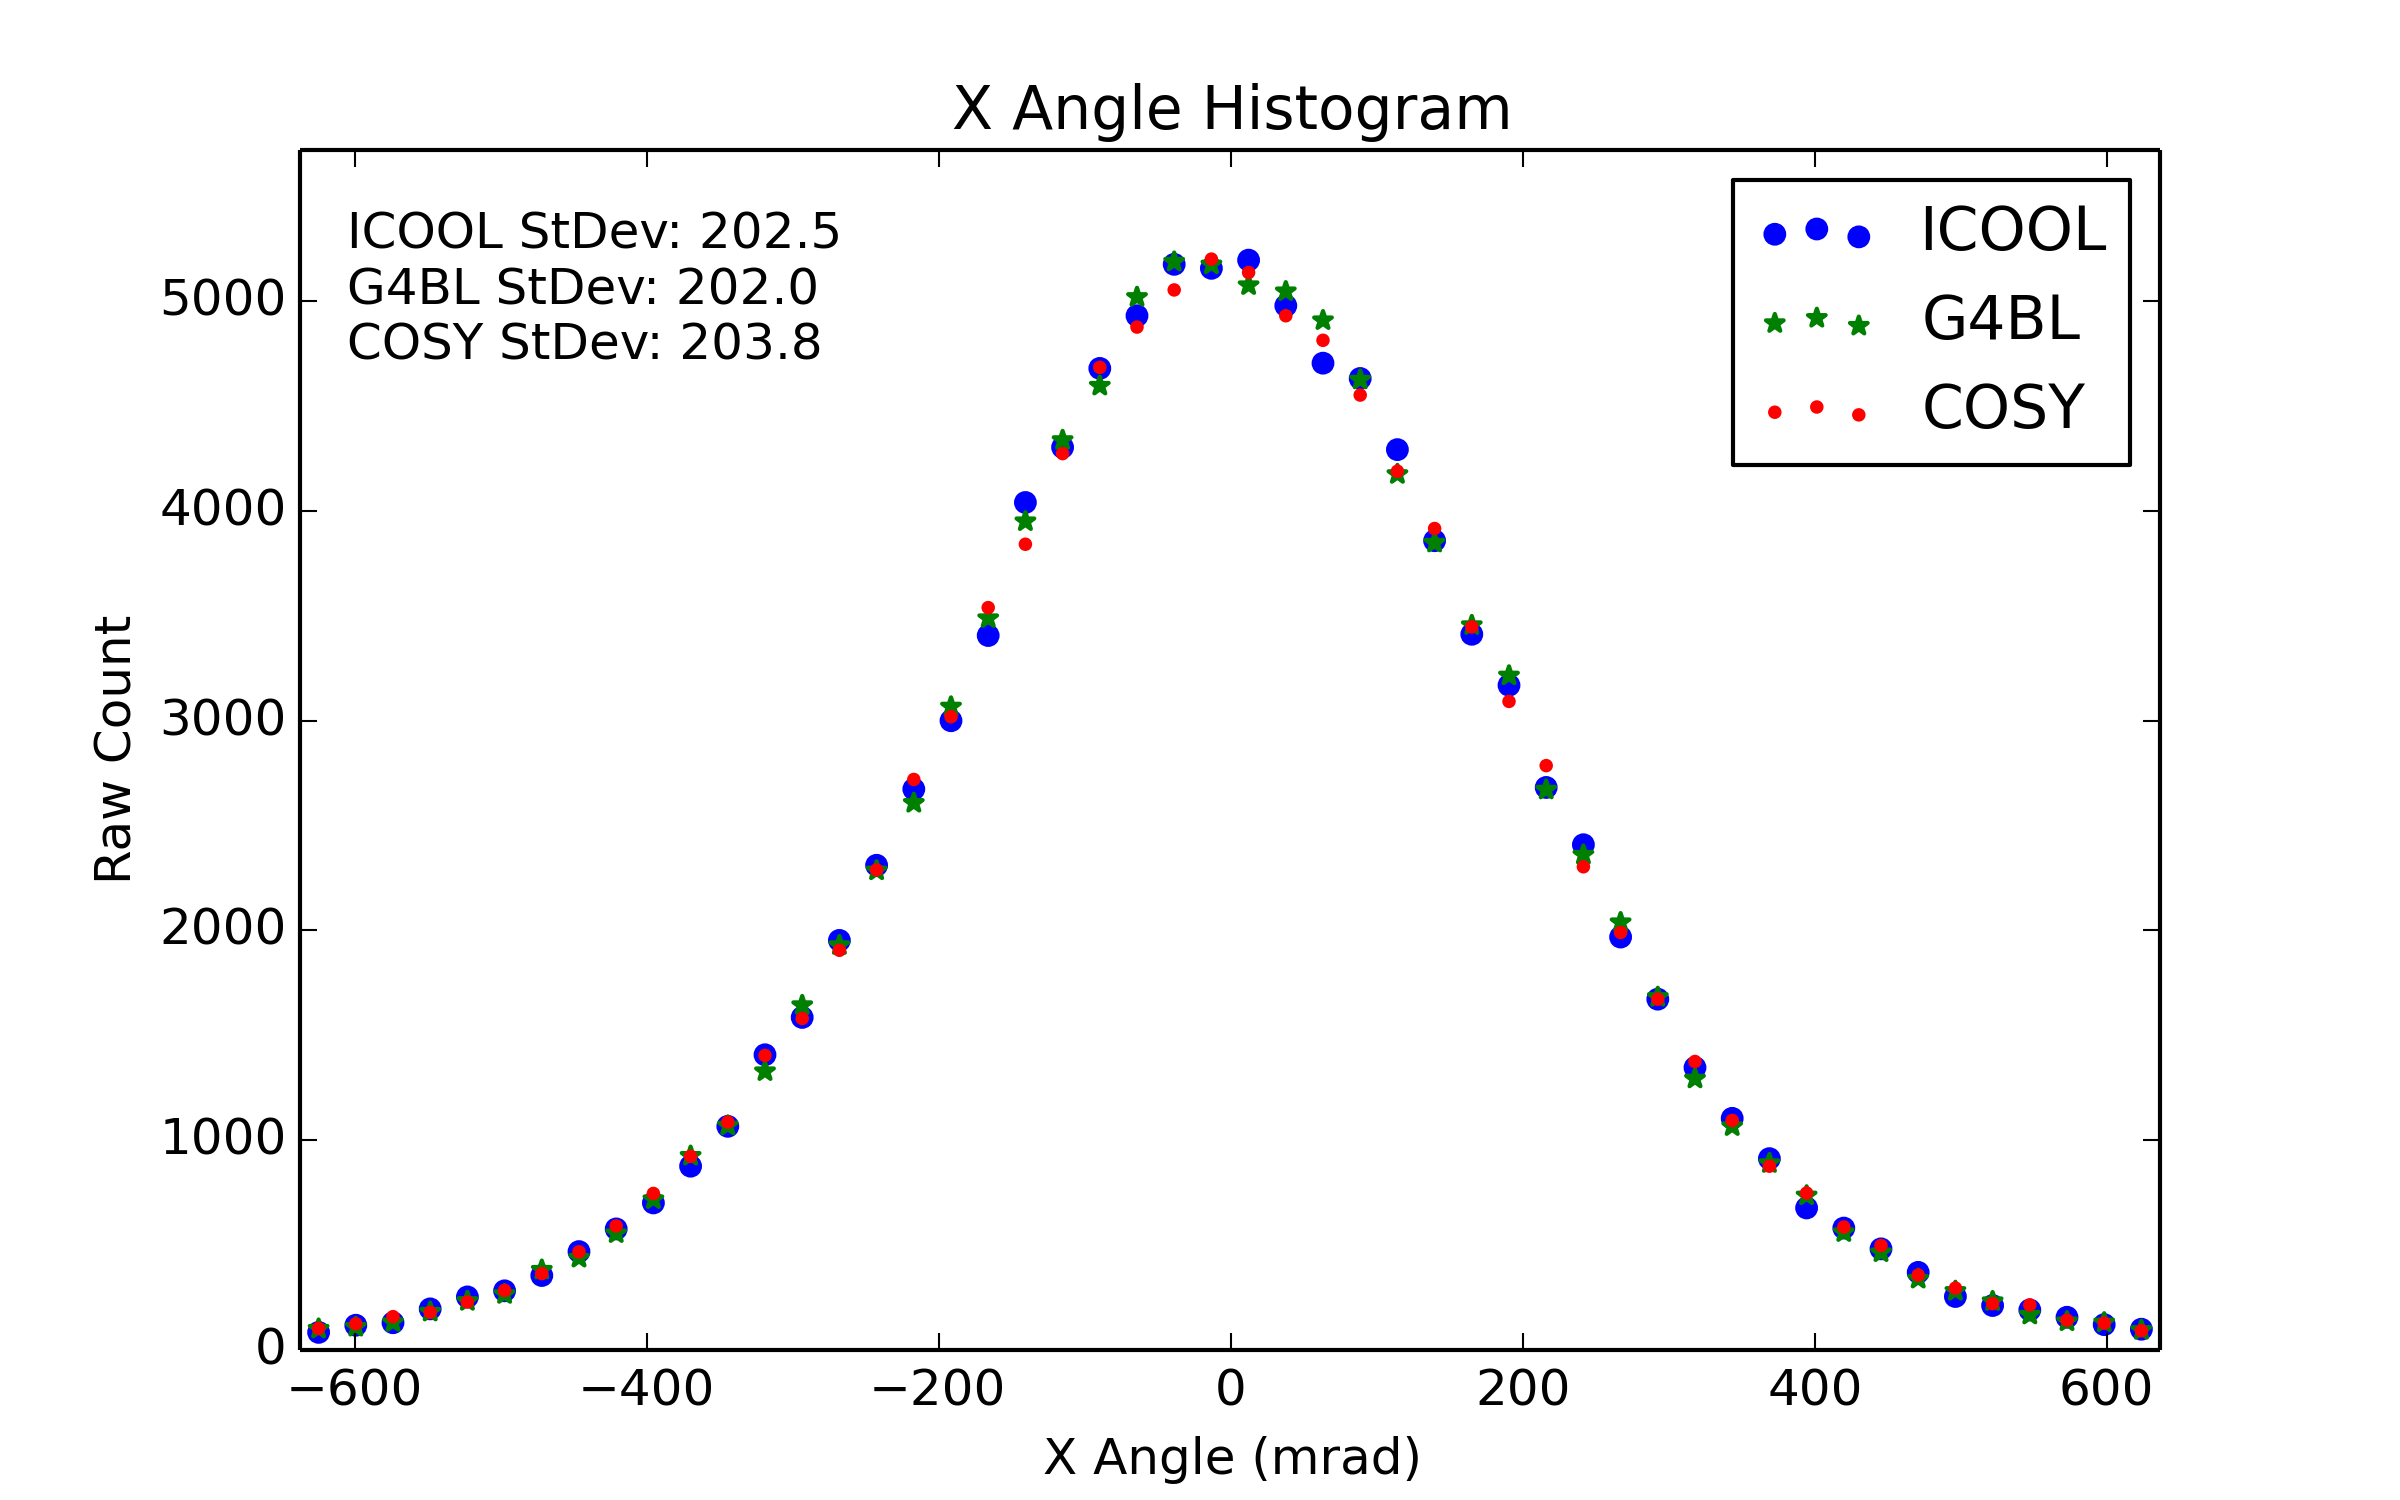 X Angle Histogram
ICOOL StDev: 202.5
G4BL StDev: 202.0
COSY StDev: 203.8
ICOOL
G4BL
COSY
Raw Count
5000
4000
3000
2000
1000
0
−600 −400 −200 0 200 400 600
X Angle (mrad)